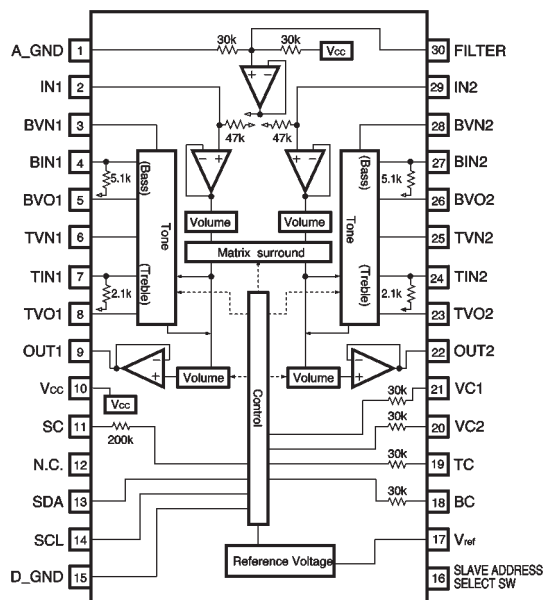 30k 30k Vcc
A_GND 1 30 FILTER
+ −
IN1 2 29 IN2
47k 47k
BVN1 3 28 BVN2
− + + −
BIN1 4 (Bass) 5.1k (Bass) 5.1k 27 BIN2
BVO1 5 26 BVO2
Volume Volume
Tone Tone
TVN1 6 25 TVN2
Matrix surround
TIN1 7 (Treble) 2.1k (Treble) 2.1k 24 TIN2
TVO1 8 23 TVO2
OUT1 9 22 OUT2
− + − +
Volume Volume
Vcc 10 30k 21 VC1
Vcc
Control
SC 11 200k 30k 20 VC2
N.C. 12 30k 19 TC
SDA 13 30k 18 BC
SCL 14 17 Vref
Reference Voltage
D_GND 15 16 SLAVE ADDRESS
SELECT SW